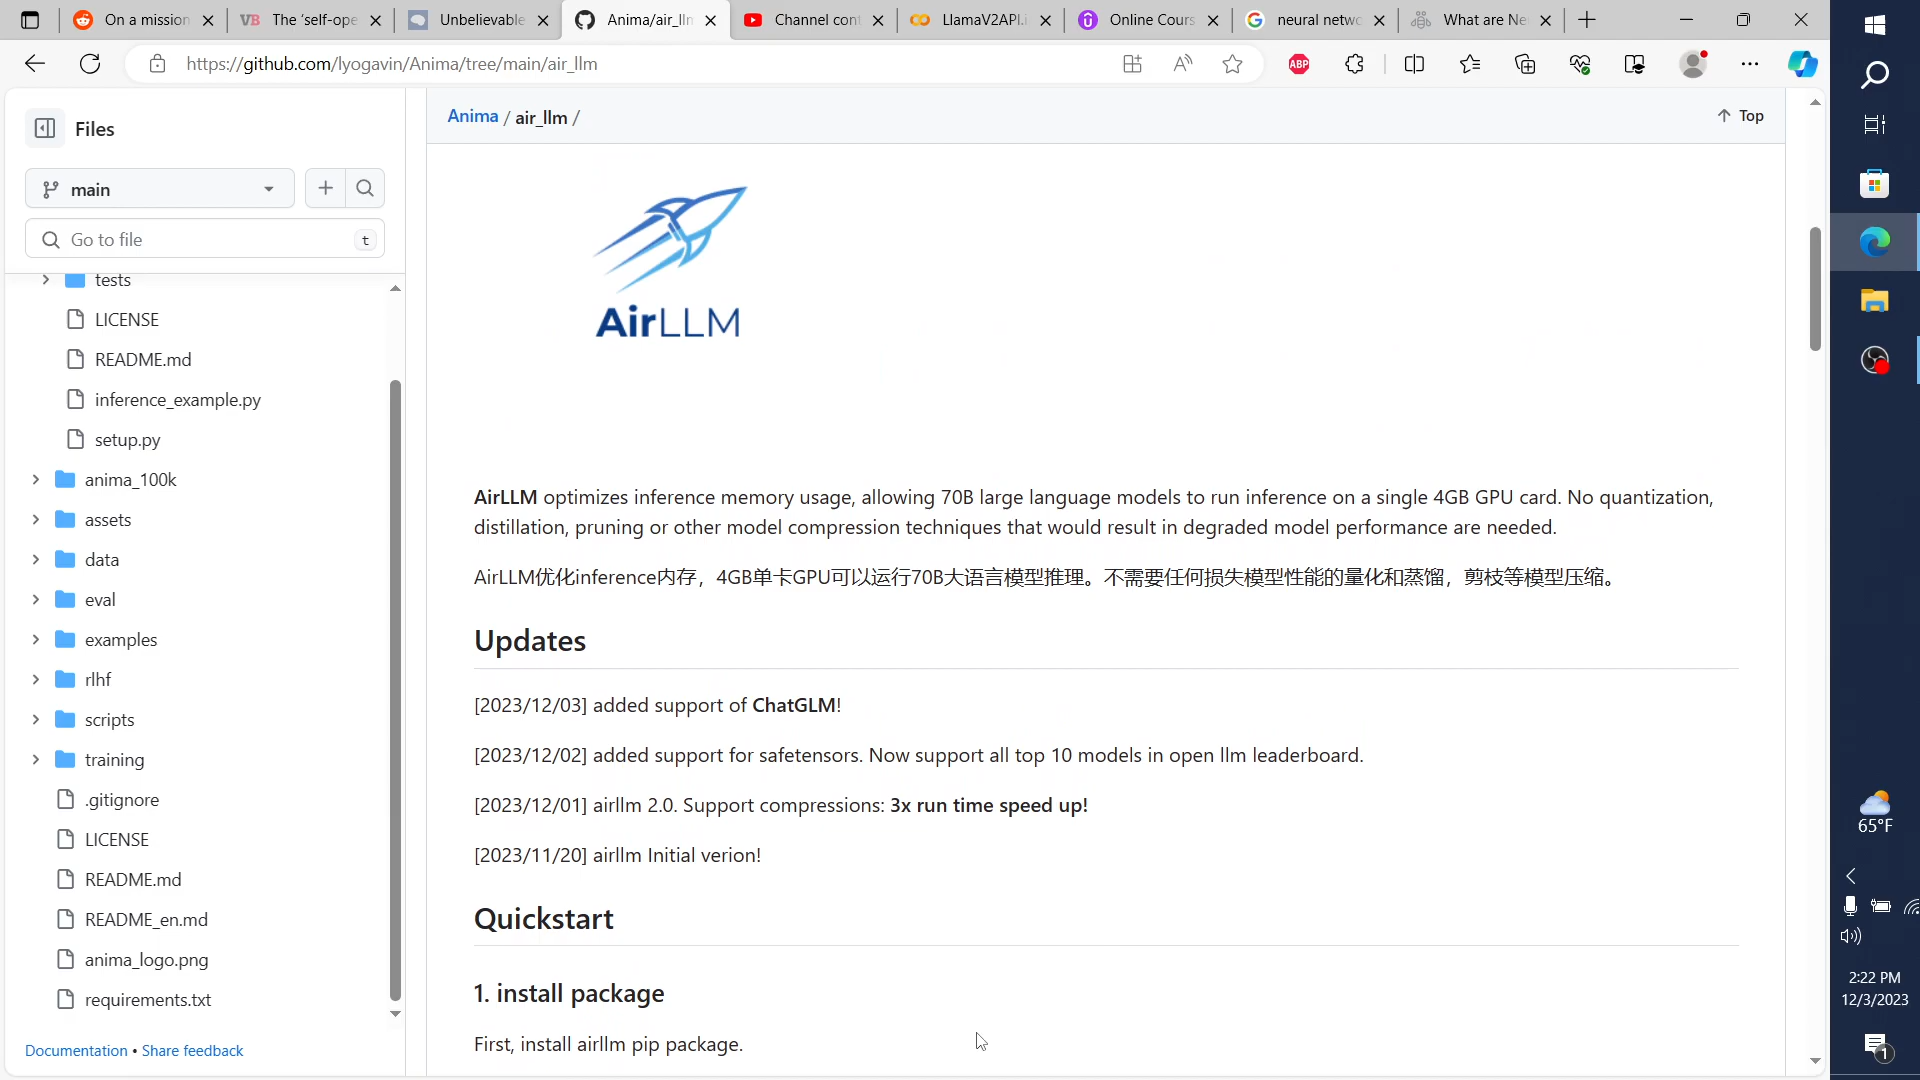 On a mission
The 'self-ope
Unbelievable
Anima/air_lln
Channel cont
LlamaV2API.i
Online Cours
neural netwo
What are Ne
https://github.com/lyogavin/Anima/tree/main/air_llm
ABP
Files
Anima / air_llm /
Top
main
Go to file
t
tests
LICENSE
README.md
inference_example.py
setup.py
anima_100k
assets
data
eval
examples
rlhf
scripts
training
.gitignore
LICENSE
README.md
README_en.md
anima_logo.png
requirements.txt
Documentation • Share feedback
AirLLM
AirLLM optimizes inference memory usage, allowing 70B large language models to run inference on a single 4GB GPU card. No quantization,
distillation, pruning or other model compression techniques that would result in degraded model performance are needed.
AirLLM优化inference内存，4GB单卡GPU可以运行70B大语言模型推理。不需要任何损失模型性能的量化和蒸馏，剪枝等模型压缩。
Updates
[2023/12/03] added support of ChatGLM!
[2023/12/02] added support for safetensors. Now support all top 10 models in open llm leaderboard.
[2023/12/01] airllm 2.0. Support compressions: 3x run time speed up!
[2023/11/20] airllm Initial verion!
Quickstart
1. install package
First, install airllm pip package.
65°F
2:22 PM
12/3/2023
1